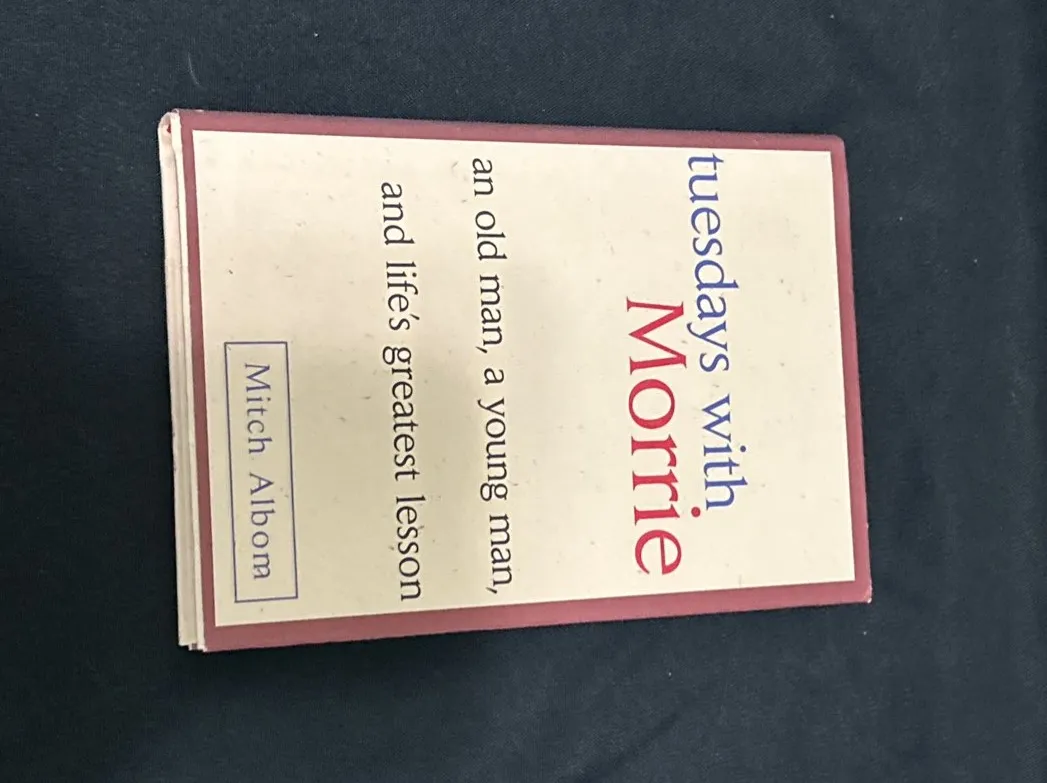 tuesdays with
Morrie
an old man, a young man,
and life's greatest lesson
Mitch Albom